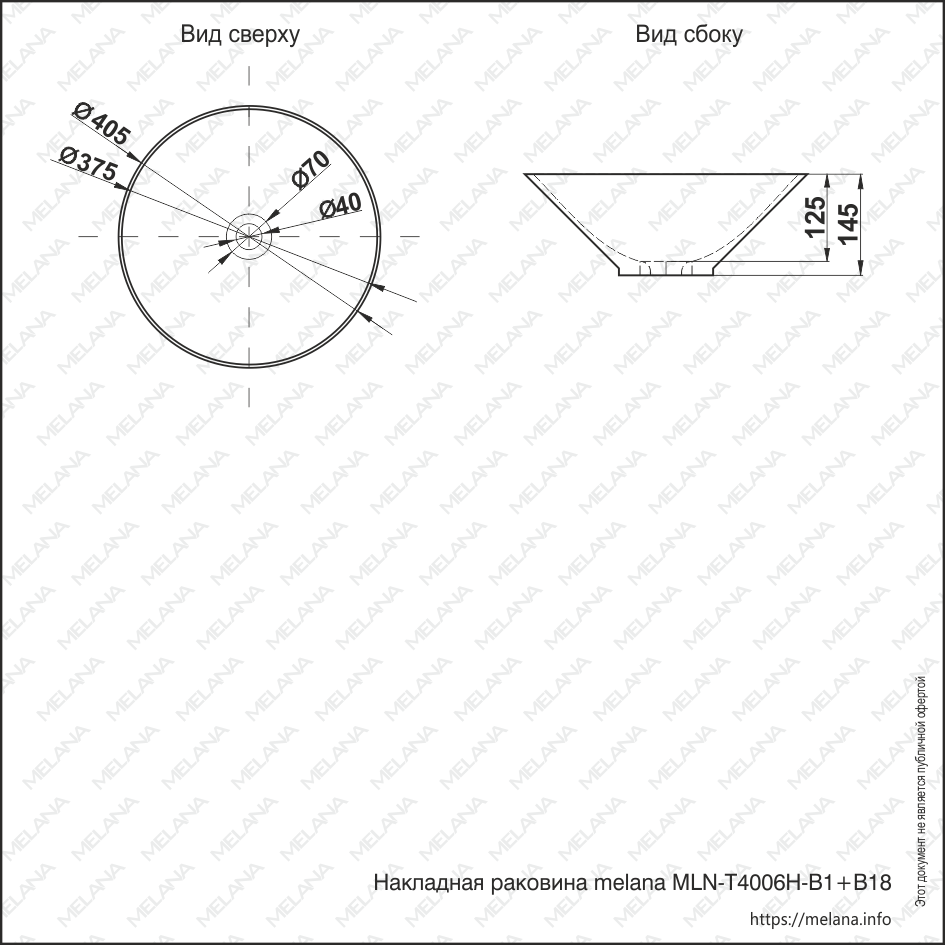 Вид сверху
Вид сбоку
Ø405
Ø375
Ø70
Ø40
125
145
Этот документ не является публичной офертой
Накладная раковина melana MLN-T4006H-B1+B18
https://melana.info
MELANA